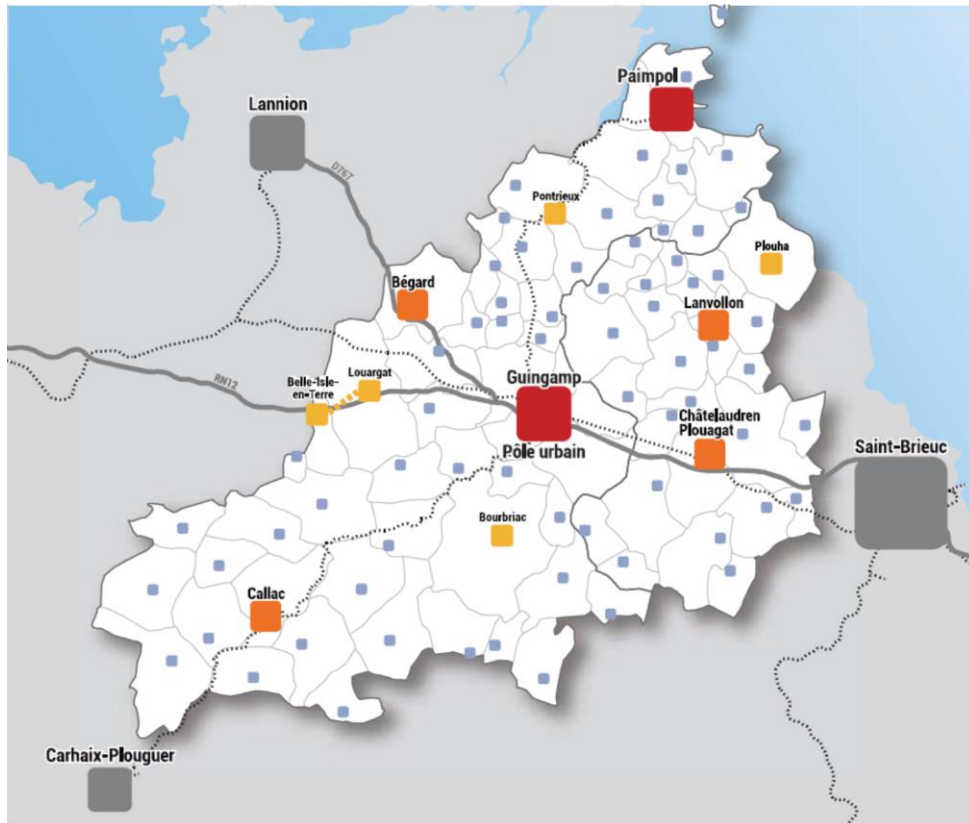 Paimpol
Lannion
D767
Pontrieux
Plouha
Bégard
Lanvollon
Louargat
Belle-Isle-
en-Terre
RN12
Guingamp
Pôle urbain
Châtelaudren
Plouagat
Saint-Brieuc
Bourbriac
Callac
Carhaix-Plouguer